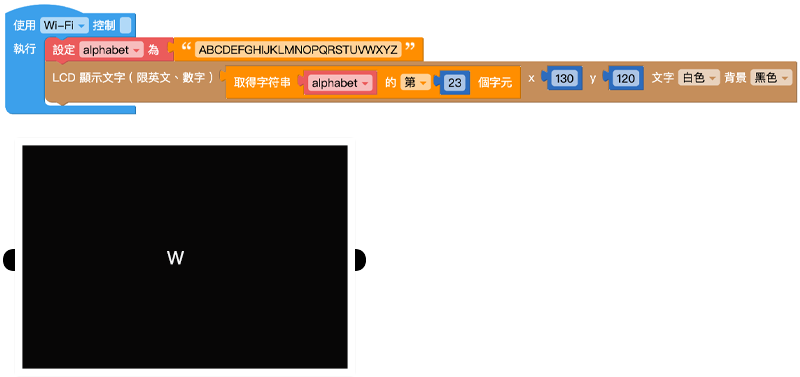 使用 Wi-Fi 控制
執行 設定 alphabet 為 “ ABCDEFGHIJKLMNOPQRSTUVWXYZ ”
LCD 顯示文字(限英文、數字) 取得字符串 alphabet 的 第 23 個字元 x 130 y 120 文字 白色 背景 黑色
W